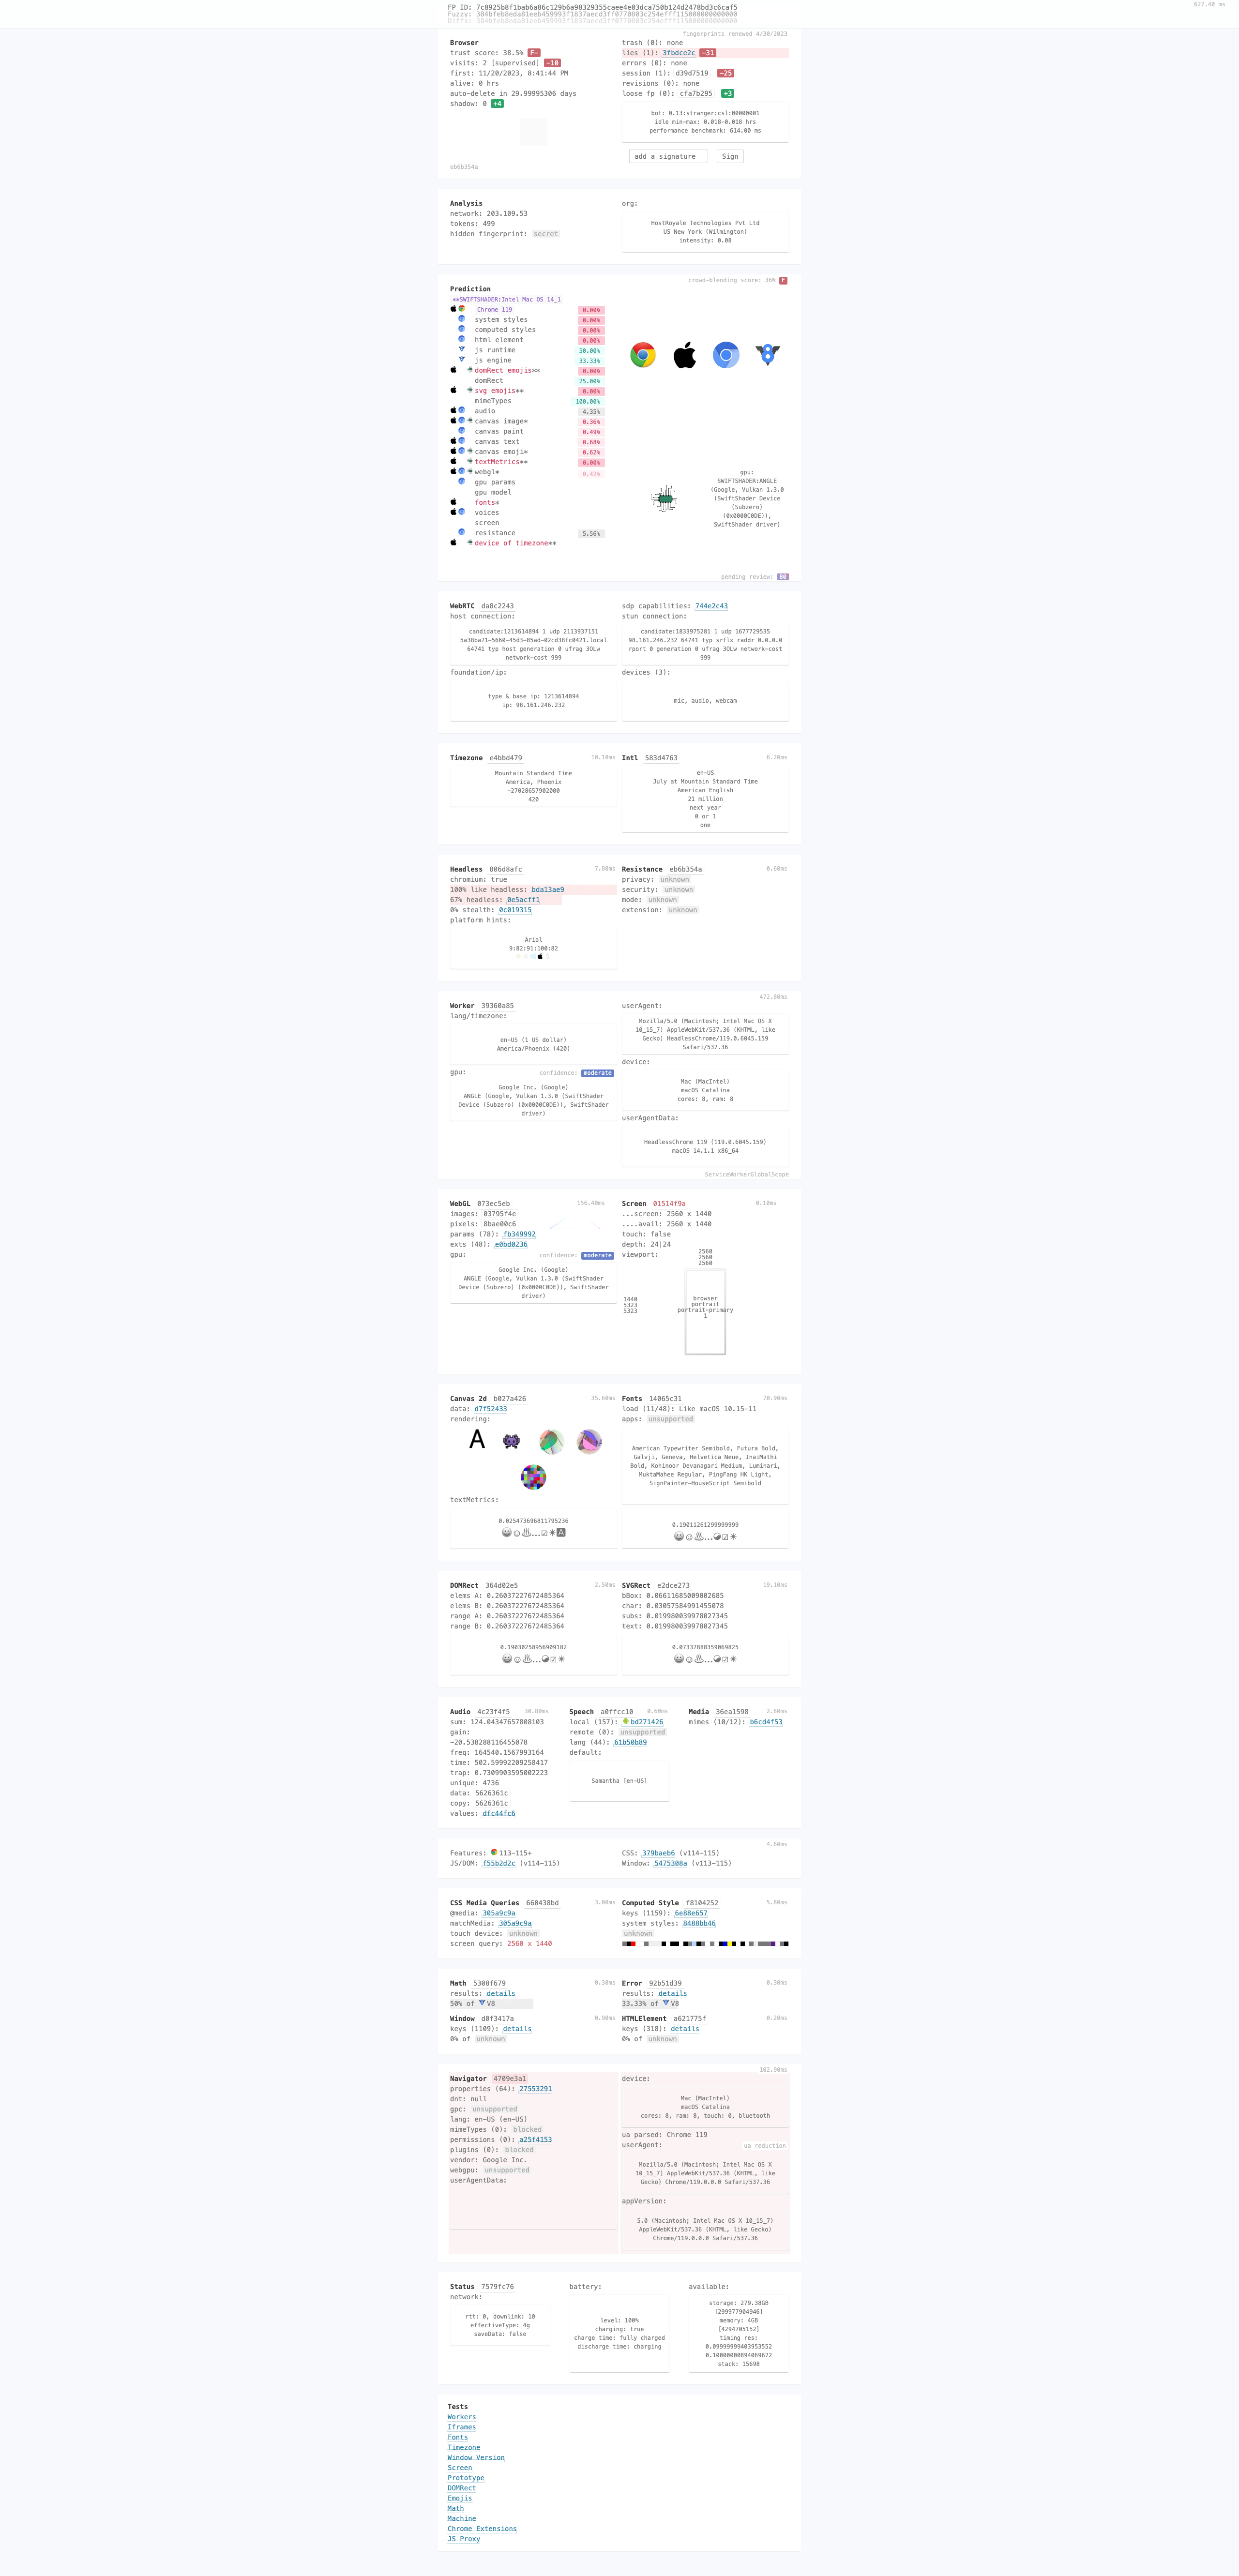 627.40 ms
FP ID: 7c8925b8f1bab6a86c129b6a98329355caee4e03dca750b124d2478bd3c6caf5
fingerprints renewed 4/30/2023
Browser
trust score: 38.5% F-
visits: 2 [supervised] -10
first: 11/20/2023, 8:41:44 PM
alive: 0 hrs
auto-delete in 29.99995306 days
shadow: 0 +4
eb6b354a
trash (0): none
lies (1): 3fbdce2c -31
errors (0): none
session (1): d39d7519 -25
revisions (0): none
loose fp (0): cfa7b295 +3
bot: 0.13:stranger:csl:00000001
idle min-max: 0.018-0.018 hrs
performance benchmark: 614.00 ms
add a signature Sign
Analysis
network: 203.109.53
tokens: 499
hidden fingerprint: secret
org:
HostRoyale Technologies Pvt Ltd
US New York (Wilmington)
intensity: 0.08
crowd-blending score: 36% F
Prediction
**SWIFTSHADER:Intel Mac OS 14_1
Chrome 119 0.00%
system styles 0.00%
computed styles 0.00%
html element 0.00%
js runtime 50.00%
js engine 33.33%
domRect emojis** 0.00%
domRect 25.00%
svg emojis** 0.00%
mimeTypes 100.00%
audio 4.35%
canvas image* 0.36%
canvas paint 0.49%
canvas text 0.68%
canvas emoji* 0.62%
textMetrics** 0.00%
webgl* 0.42%
gpu params
gpu model
fonts*
voices
screen
resistance 5.56%
device of timezone**
gpu:
SWIFTSHADER:ANGLE
(Google, Vulkan 1.3.0
(SwiftShader Device
(Subzero)
(0x0000C0DE)),
SwiftShader driver)
pending review:
WebRTC da8c2243
host connection:
candidate:1213614894 1 udp 2113937151
5a38ba71-5660-45d3-85ad-02cd38fc0421.local
64741 typ host generation 0 ufrag 3OLw
network-cost 999
foundation/ip:
type & base ip: 1213614894
ip: 98.161.246.232
sdp capabilities: 744e2c43
stun connection:
candidate:1833975281 1 udp 1677729535
98.161.246.232 64741 typ srflx raddr 0.0.0.0
rport 0 generation 0 ufrag 3OLw network-cost
999
devices (3):
mic, audio, webcam
Timezone e4bbd479 10.10ms
Mountain Standard Time
America, Phoenix
-27028657902000
420
Intl 583d4763 6.20ms
en-US
July at Mountain Standard Time
American English
21 million
next year
0 or 1
one
Headless 806d8afc 7.80ms
chromium: true
100% like headless: bda13ae9
67% headless: 0e5acff1
0% stealth: 0c019315
platform hints:
Arial
9:82:91:100:82
Resistance eb6b354a 0.60ms
privacy: unknown
security: unknown
mode: unknown
extension: unknown
472.80ms
Worker 39360a85
lang/timezone:
en-US (1 US dollar)
America/Phoenix (420)
gpu: confidence: moderate
Google Inc. (Google)
ANGLE (Google, Vulkan 1.3.0 (SwiftShader
Device (Subzero) (0x0000C0DE)), SwiftShader
driver)
userAgent:
Mozilla/5.0 (Macintosh; Intel Mac OS X
10_15_7) AppleWebKit/537.36 (KHTML, like
Gecko) HeadlessChrome/119.0.6045.159
Safari/537.36
device:
Mac (MacIntel)
macOS Catalina
cores: 8, ram: 8
userAgentData:
HeadlessChrome 119 (119.0.6045.159)
macOS 14.1.1 x86_64
ServiceWorkerGlobalScope
WebGL 073ec5eb 156.40ms
images: 03795f4e
pixels: 8bae00c6
params (78): fb349992
exts (48): e0bd0236
gpu: confidence: moderate
Google Inc. (Google)
ANGLE (Google, Vulkan 1.3.0 (SwiftShader
Device (Subzero) (0x0000C0DE)), SwiftShader
driver)
Screen 01514f9a 0.10ms
...screen: 2560 x 1440
....avail: 2560 x 1440
touch: false
depth: 24|24
viewport:
2560
2560
2560
1440
5323
5323
browser
portrait
portrait-primary
1
Canvas 2d b027a426 35.60ms
data: d7f52433
rendering:
A
textMetrics:
0.025473696811795236
Fonts 14065c31 70.90ms
load (11/48): Like macOS 10.15-11
apps: unsupported
American Typewriter Semibold, Futura Bold,
Galvji, Geneva, Helvetica Neue, InaiMathi
Bold, Kohinoor Devanagari Medium, Luminari,
MuktaMahee Regular, PingFang HK Light,
SignPainter-HouseScript Semibold
0.19011261299999999
DOMRect 364d02e5 2.50ms
elems A: 0.26037227672485364
elems B: 0.26037227672485364
range A: 0.26037227672485364
range B: 0.26037227672485364
0.19030258956909182
SVGRect e2dce273 19.10ms
bBox: 0.06611685009002685
char: 0.03057584991455078
subs: 0.019980039978027345
text: 0.019980039978027345
0.07337888359069825
Audio 4c23f4f5 30.80ms
sum: 124.04347657808103
gain:
-20.538288116455078
freq: 164540.1567993164
time: 502.59992209258417
trap: 0.7309903595002223
unique: 4736
data: 5626361c
copy: 5626361c
values: dfc44fc6
Speech a0ffcc10 0.60ms
local (157): bd271426
remote (0): unsupported
lang (44): 61b50b89
default:
Samantha [en-US]
Media 36ea1598 2.80ms
mimes (10/12): b6cd4f53
4.60ms
Features: 113-115+
JS/DOM: f55b2d2c (v114-115)
CSS: 379baeb6 (v114-115)
Window: 5475308a (v113-115)
CSS Media Queries 660438bd 3.00ms
@media: 305a9c9a
matchMedia: 305a9c9a
touch device: unknown
screen query: 2560 x 1440
Computed Style f8104252 5.80ms
keys (1159): 6e88e657
system styles: 8488bb46
unknown
Math 5308f679 0.30ms
results: details
50% of V8
Error 92b51d39 0.30ms
results: details
33.33% of V8
Window d0f3417a 0.90ms
keys (1109): details
0% of unknown
HTMLElement a621775f 0.20ms
keys (318): details
0% of unknown
102.90ms
Navigator 4709e3a1
properties (64): 27553291
dnt: null
gpc: unsupported
lang: en-US (en-US)
mimeTypes (0): blocked
permissions (0): a25f4153
plugins (0): blocked
vendor: Google Inc.
webgpu: unsupported
userAgentData:
device:
Mac (MacIntel)
macOS Catalina
cores: 8, ram: 8, touch: 0, bluetooth
ua parsed: Chrome 119
userAgent: ua reduction
Mozilla/5.0 (Macintosh; Intel Mac OS X
10_15_7) AppleWebKit/537.36 (KHTML, like
Gecko) Chrome/119.0.0.0 Safari/537.36
appVersion:
5.0 (Macintosh; Intel Mac OS X 10_15_7)
AppleWebKit/537.36 (KHTML, like Gecko)
Chrome/119.0.0.0 Safari/537.36
Status 7579fc76
network:
rtt: 0, downlink: 10
effectiveType: 4g
saveData: false
battery:
level: 100%
charging: true
charge time: fully charged
discharge time: charging
available:
storage: 279.38GB
[299977904946]
memory: 4GB
[4294705152]
timing res:
0.09999999403953552
0.10000000894069672
stack: 15698
Tests
Workers
Iframes
Fonts
Timezone
Window Version
Screen
Prototype
DOMRect
Emojis
Math
Machine
Chrome Extensions
JS Proxy